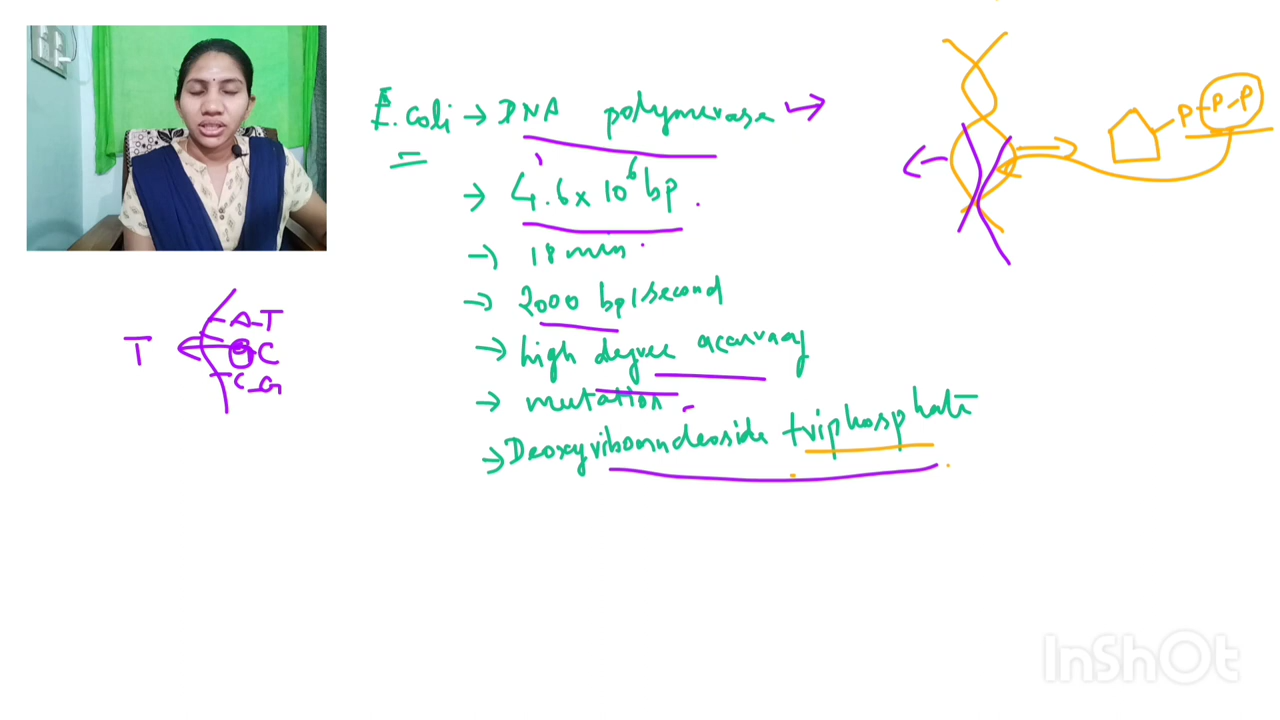 E.coli → DNA polymerase →
→ 4.6 x 10⁶ bp.
→ 18 min
→ 2000 bp/second
→ high degree accuracy
→ mutation
→ Deoxyribonucleoside triphosphate
P-P-P
A-T
T
C
C-G
InShOt